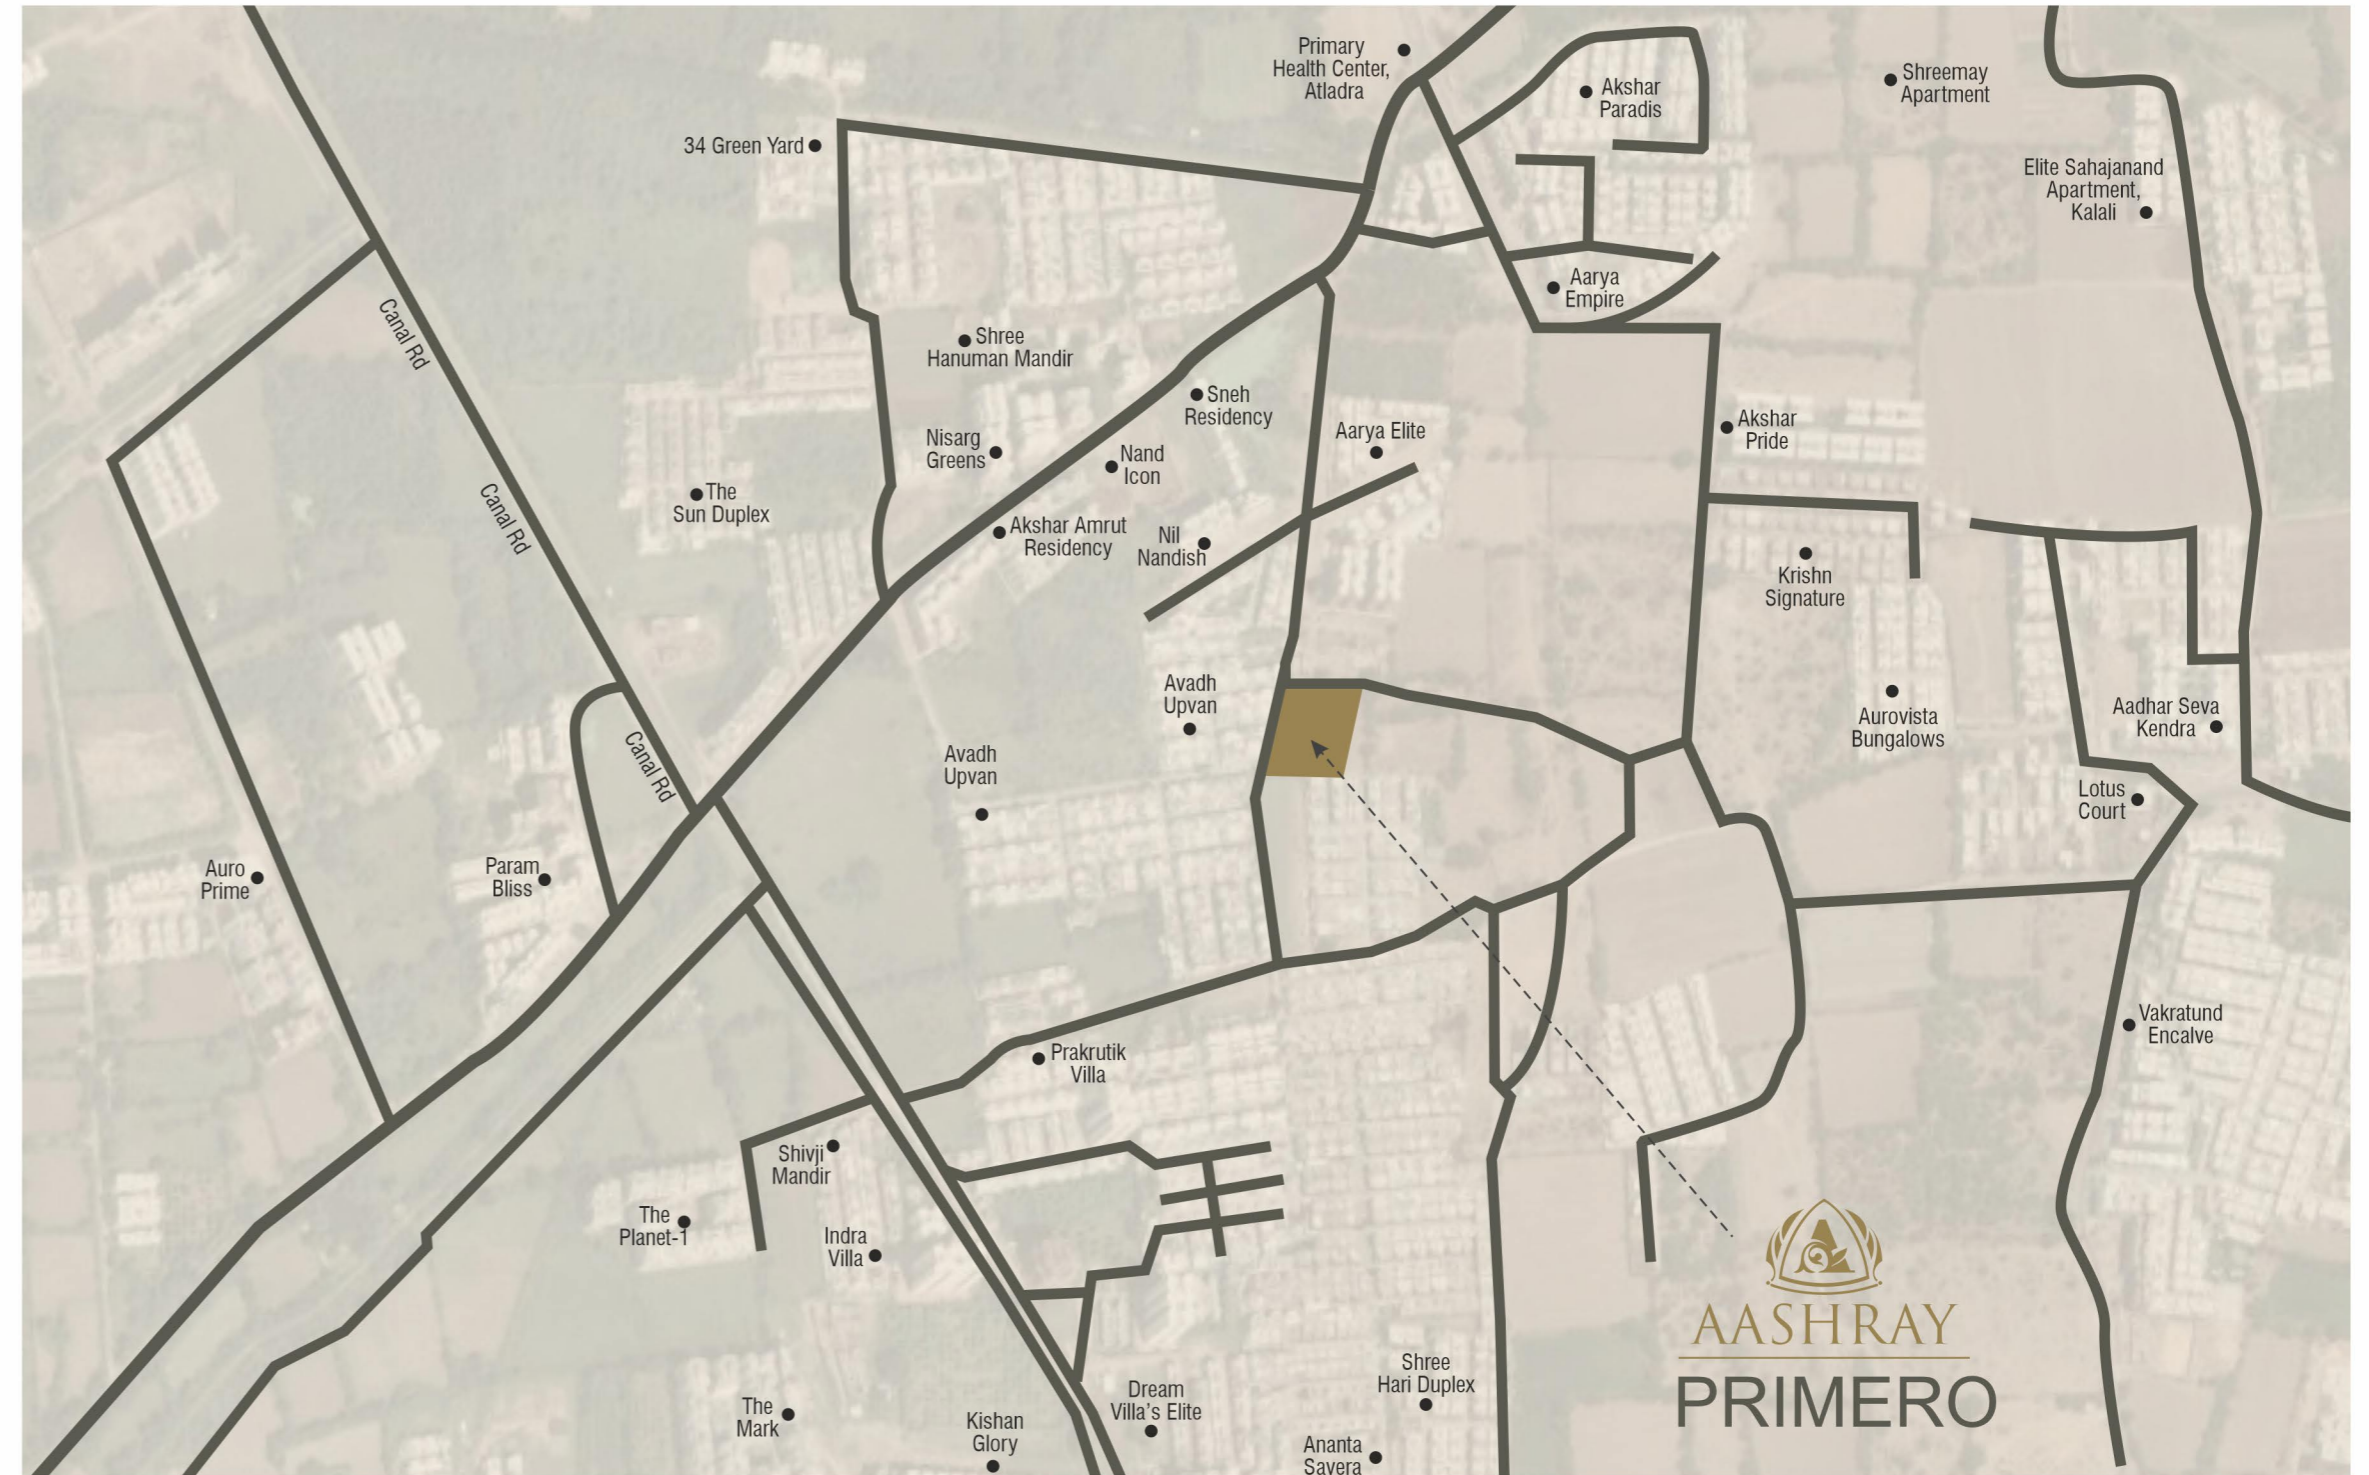 Primary
Health Center,
Atladra
Akshar
Paradis
Shreemay
Apartment
34 Green Yard
Elite Sahajanand
Apartment,
Kalali
Aarya
Empire
Canal Rd
Shree
Hanuman Mandir
Sneh
Residency
Aarya Elite
Akshar
Pride
Nisarg
Greens
Nand
Icon
Canal Rd
The
Sun Duplex
Akshar Amrut
Residency
Nil
Nandish
Krishn
Signature
Avadh
Upvan
Aurovista
Bungalows
Aadhar Seva
Kendra
Canal Rd
Avadh
Upvan
Lotus
Court
Auro
Prime
Param
Bliss
Vakratund
Encalve
Prakrutik
Villa
Shivji
Mandir
The
Planet-1
Indra
Villa
A
AASHRAY
PRIMERO
Shree
Hari Duplex
Dream
Villa's Elite
The
Mark
Kishan
Glory
Ananta
Savera